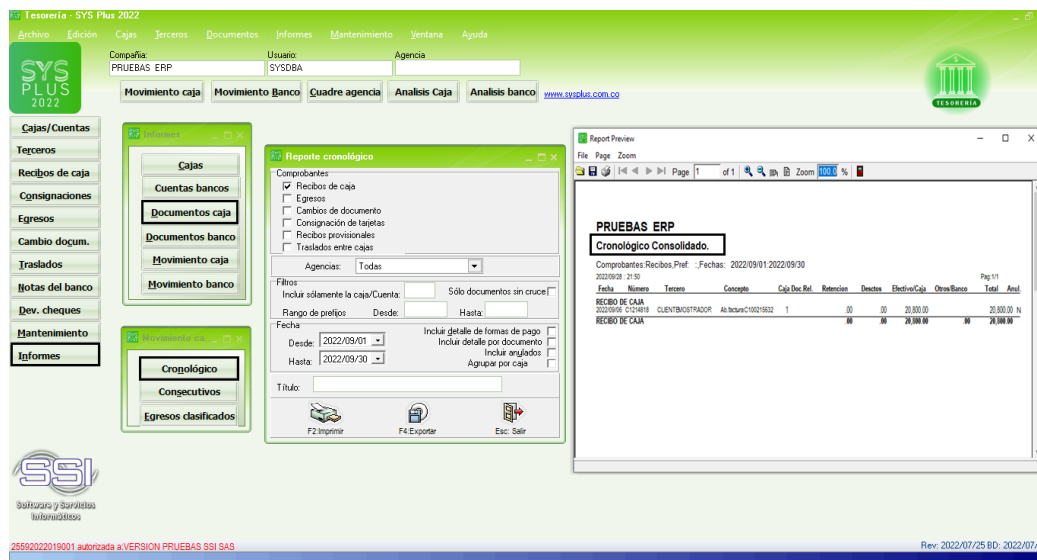 Tesorería - SYS Plus 2022
Archivo Edición Cajas Terceros Documentos Informes Mantenimiento Ventana Ayuda
SYS
PLUS
2022
Compañia: Usuario: Agencia
PRUEBAS ERP SYSDBA
Movimiento caja Movimiento Banco Cuadre agencia Analisis Caja Analisis banco www.sysplus.com.co
TESORERÍA
Cajas/Cuentas
Terceros
Recibos de caja
Consignaciones
Egresos
Cambio docum.
Traslados
Notas del banco
Dev. cheques
Mantenimiento
Informes
Informes
Cajas
Cuentas bancos
Documentos caja
Documentos banco
Movimiento caja
Movimiento banco
Movimiento ca...
Cronológico
Consecutivos
Egresos clasificados
Reporte cronológico
Comprobantes
Recibos de caja
Egresos
Cambios de documento
Consignación de tarjetas
Recibos provisionales
Traslados entre cajas
Agencias: Todas
Filtros
Incluir sólamente la caja/Cuenta: Sólo documentos sin cruce
Rango de prefijos Desde: Hasta:
Fecha
Desde: 2022/09/01
Hasta: 2022/09/30
Incluir detalle de formas de pago
Incluir detalle por documento
Incluir anulados
Agrupar por caja
Título:
F2:Imprimir F4:Exportar Esc: Salir
Report Preview
File Page Zoom
Page 1 of 1 Zoom 100.0 %
PRUEBAS ERP
Cronológico Consolidado.
Comprobantes:Recibos,Pref: :,Fechas: 2022/09/01:2022/09/30
2022/09/28 : 21:50 Pag:1/1
Fecha Número Tercero Concepto Caja Doc.Rel. Retencion Desctos Efectivo/Caja Otros/Banco Total Anul.
RECIBO DE CAJA
2022/09/06 C1214818 CLIENTEMOSTRADOR Ab.factura:C100215632 1 .00 .00 20,800.00 20,800.00 N
RECIBO DE CAJA .00 .00 20,800.00 .00 20,800.00
SSI
Software y Servicios
Informáticos
25592022019001 autorizada a:VERSION PRUEBAS SSI SAS
Rev: 2022/07/25 BD: 2022/07/